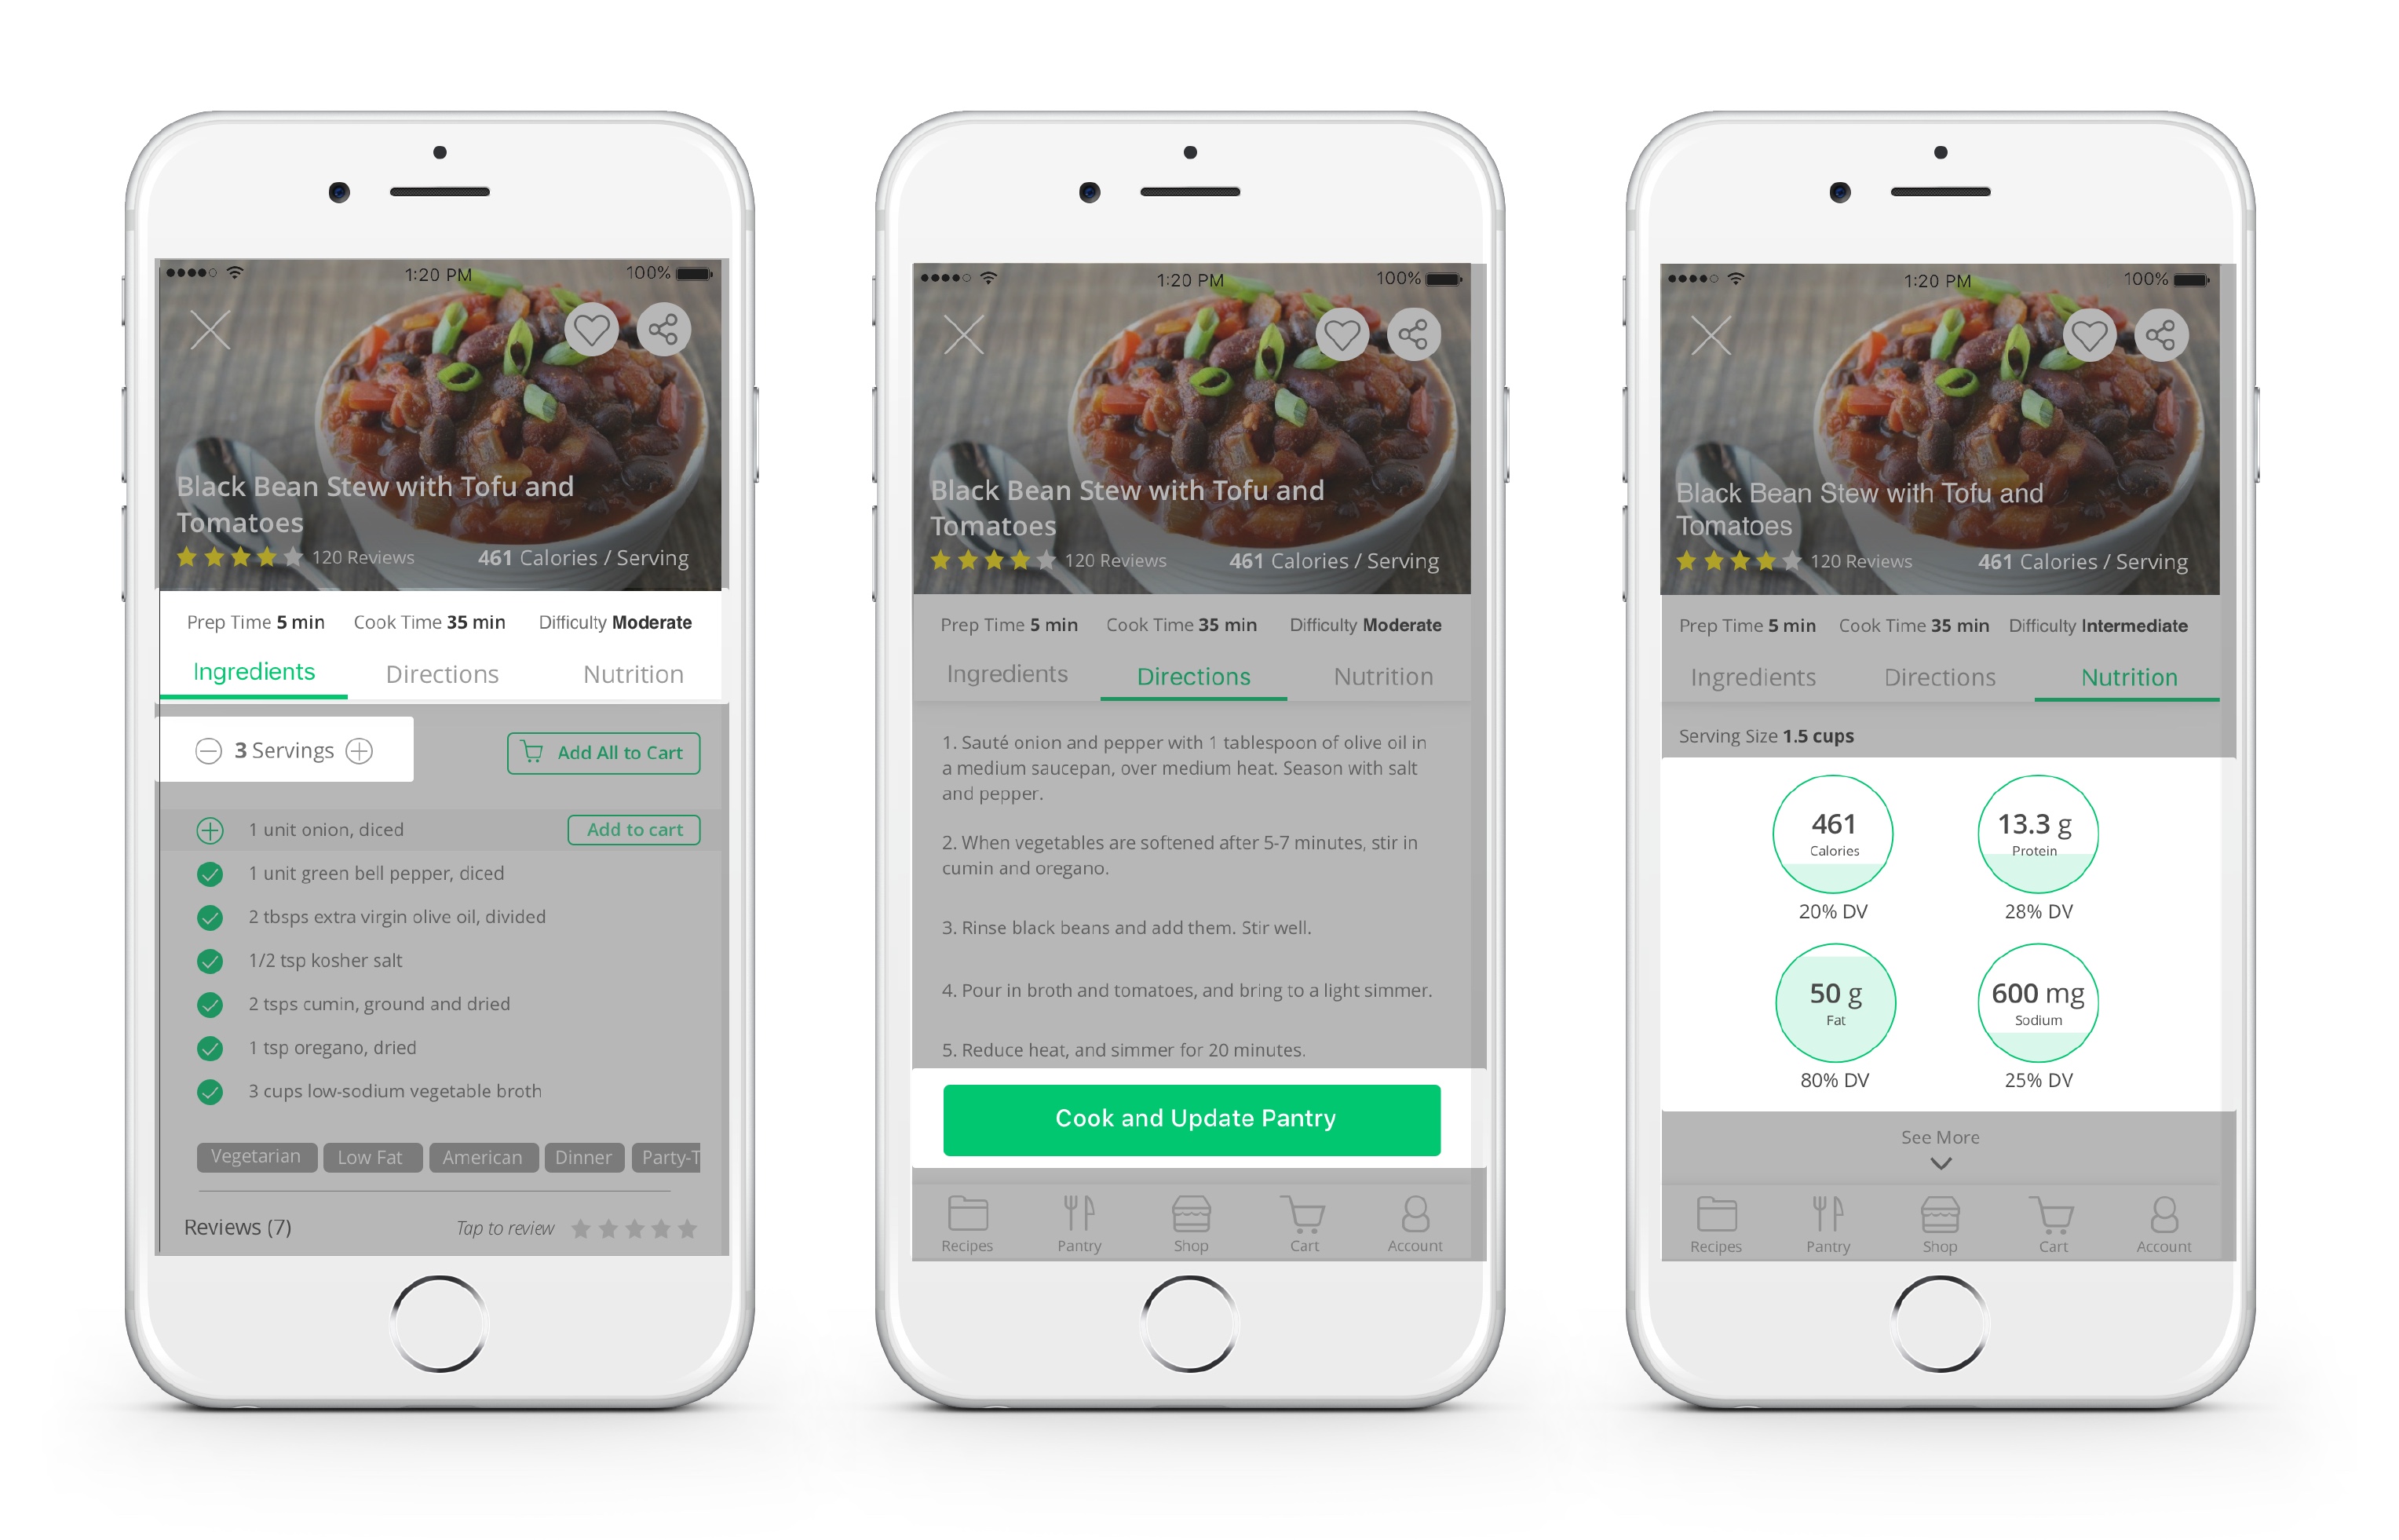 1:20 PM
100%
Black Bean Stew with Tofu and
Tomatoes
120 Reviews
461 Calories / Serving
Prep Time 5 min
Cook Time 35 min
Difficulty Moderate
Ingredients
Directions
Nutrition
3 Servings
Add All to Cart
1 unit onion, diced
Add to cart
1 unit green bell pepper, diced
2 tbsps extra virgin olive oil, divided
1/2 tsp kosher salt
2 tsps cumin, ground and dried
1 tsp oregano, dried
3 cups low-sodium vegetable broth
Vegetarian
Low Fat
American
Dinner
Party-T
Reviews (7)
Tap to review
1:20 PM
100%
Black Bean Stew with Tofu and
Tomatoes
120 Reviews
461 Calories / Serving
Prep Time 5 min
Cook Time 35 min
Difficulty Moderate
Ingredients
Directions
Nutrition
1. Sauté onion and pepper with 1 tablespoon of olive oil in
a medium saucepan, over medium heat. Season with salt
and pepper.
2. When vegetables are softened after 5-7 minutes, stir in
cumin and oregano.
3. Rinse black beans and add them. Stir well.
4. Pour in broth and tomatoes, and bring to a light simmer.
5. Reduce heat, and simmer for 20 minutes.
Cook and Update Pantry
Recipes
Pantry
Shop
Cart
Account
1:20 PM
100%
Black Bean Stew with Tofu and
Tomatoes
120 Reviews
461 Calories / Serving
Prep Time 5 min
Cook Time 35 min
Difficulty Intermediate
Ingredients
Directions
Nutrition
Serving Size 1.5 cups
461
Calories
20% DV
13.3 g
Protein
28% DV
50 g
Fat
80% DV
600 mg
Sodium
25% DV
See More
Recipes
Pantry
Shop
Cart
Account